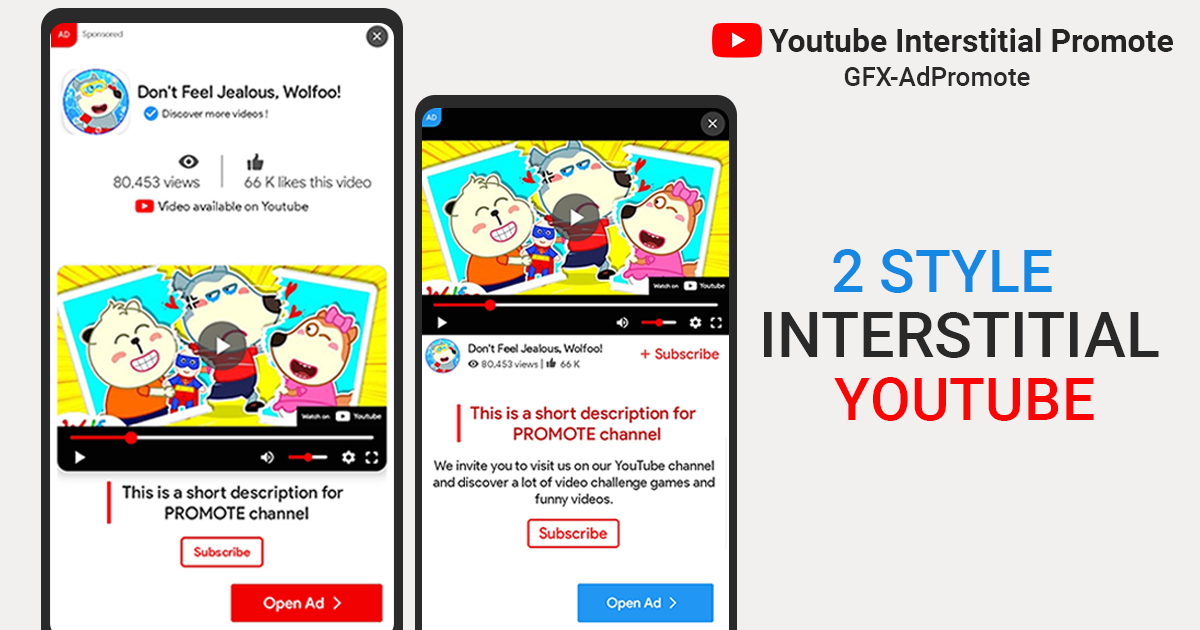 AD Sponsored
Don't Feel Jealous, Wolfoo!
Discover more videos !
80,453 views
66 K likes this video
Video available on Youtube
Watch on Youtube
This is a short description for
PROMOTE channel
Subscribe
Open Ad
AD
Watch on Youtube
Don't Feel Jealous, Wolfoo!
80,453 views | 66 K
+ Subscribe
This is a short description for
PROMOTE channel
We invite you to visit us on our YouTube channel
and discover a lot of video challenge games and
funny videos.
Subscribe
Open Ad
Youtube Interstitial Promote
GFX-AdPromote
2 STYLE
INTERSTITIAL
YOUTUBE